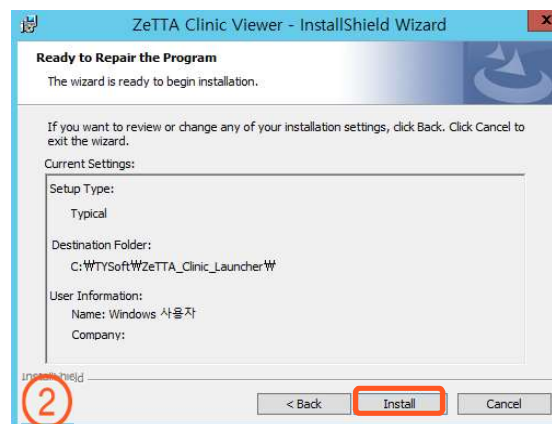 ZeTTA Clinic Viewer - InstallShield Wizard
x
Ready to Repair the Program
The wizard is ready to begin installation.
If you want to review or change any of your installation settings, click Back. Click Cancel to
exit the wizard.
Current Settings:
Setup Type:
Typical
Destination Folder:
C:₩TYSoft₩ZeTTA_Clinic_Launcher₩
User Information:
Name: Windows 사용자
Company:
InstallShield
2
< Back
Install
Cancel